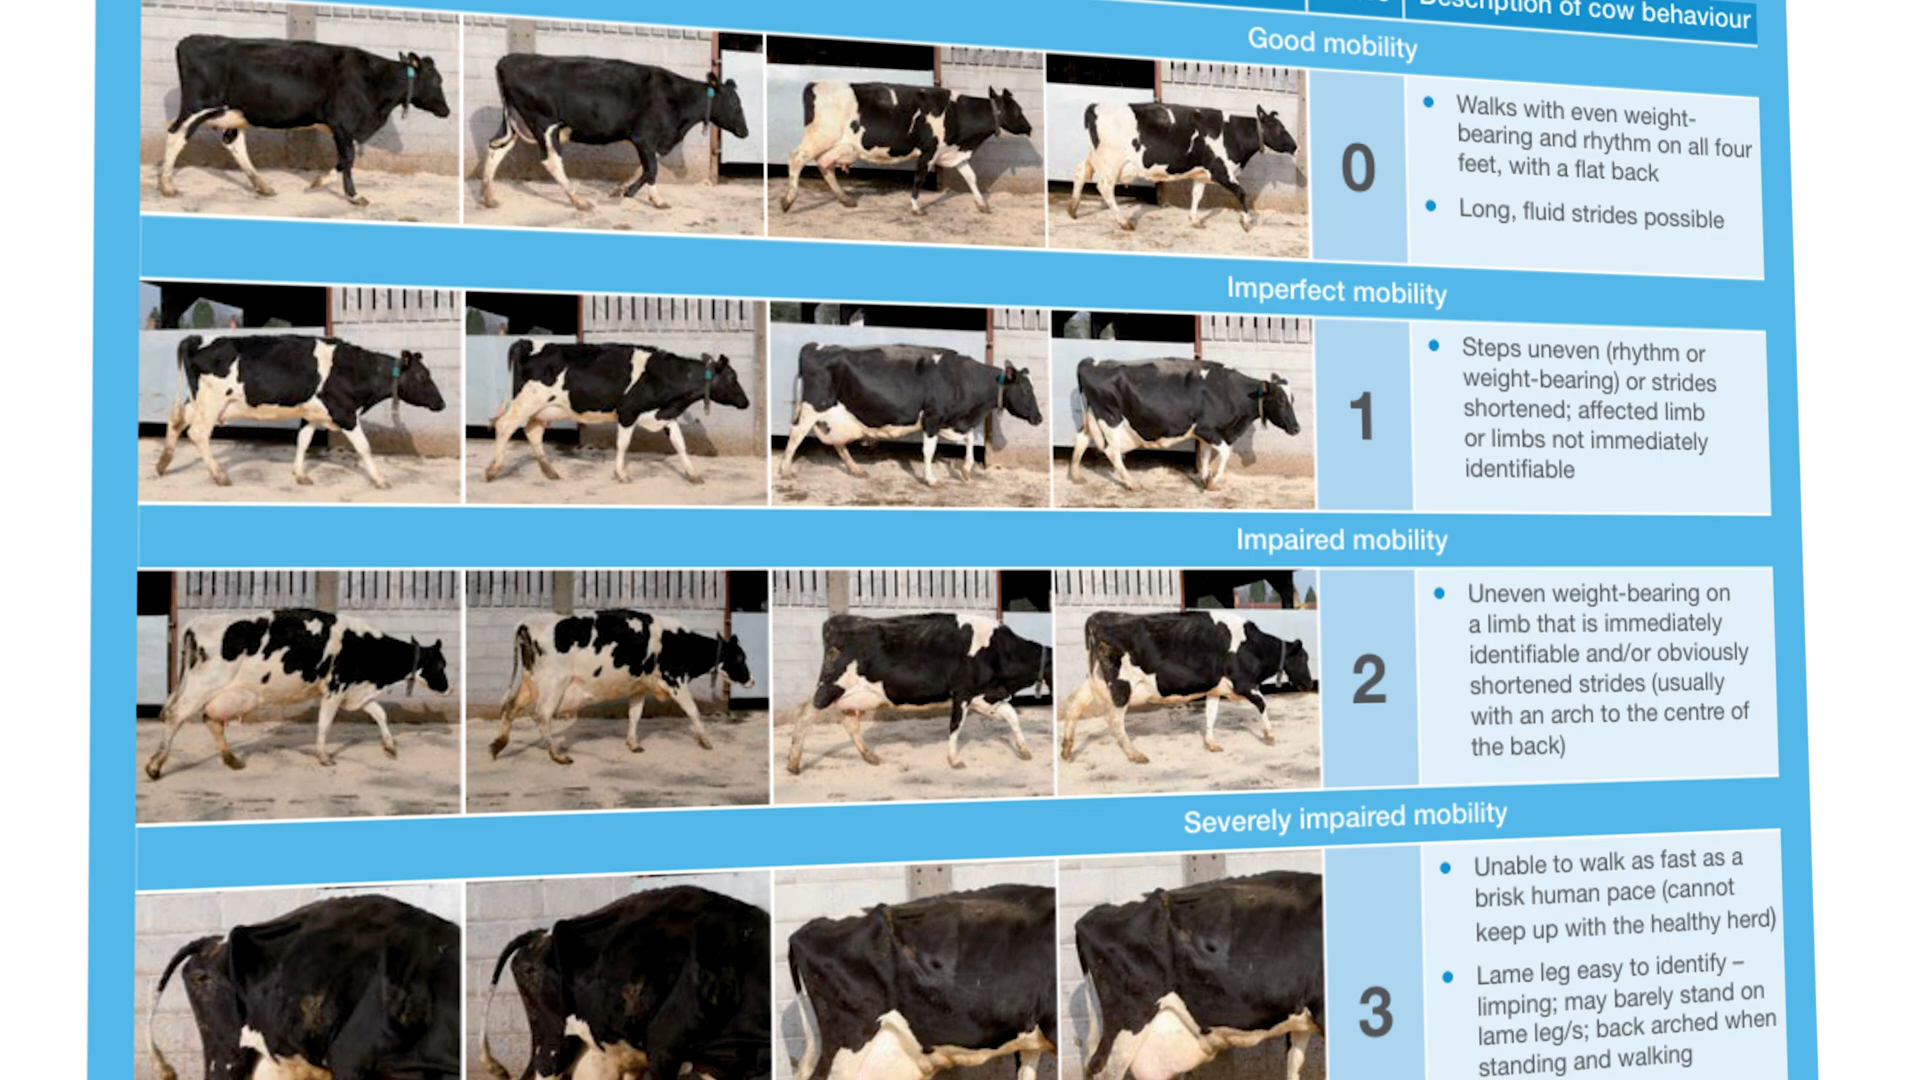 Description of cow behaviour
Good mobility
0
Walks with even weight-
bearing and rhythm on all four
feet, with a flat back
Long, fluid strides possible
Imperfect mobility
1
Steps uneven (rhythm or
weight-bearing) or strides
shortened; affected limb
or limbs not immediately
identifiable
Impaired mobility
2
Uneven weight-bearing on
a limb that is immediately
identifiable and/or obviously
shortened strides (usually
with an arch to the centre of
the back)
Severely impaired mobility
3
Unable to walk as fast as a
brisk human pace (cannot
keep up with the healthy herd)
Lame leg easy to identify –
limping; may barely stand on
lame leg/s; back arched when
standing and walking